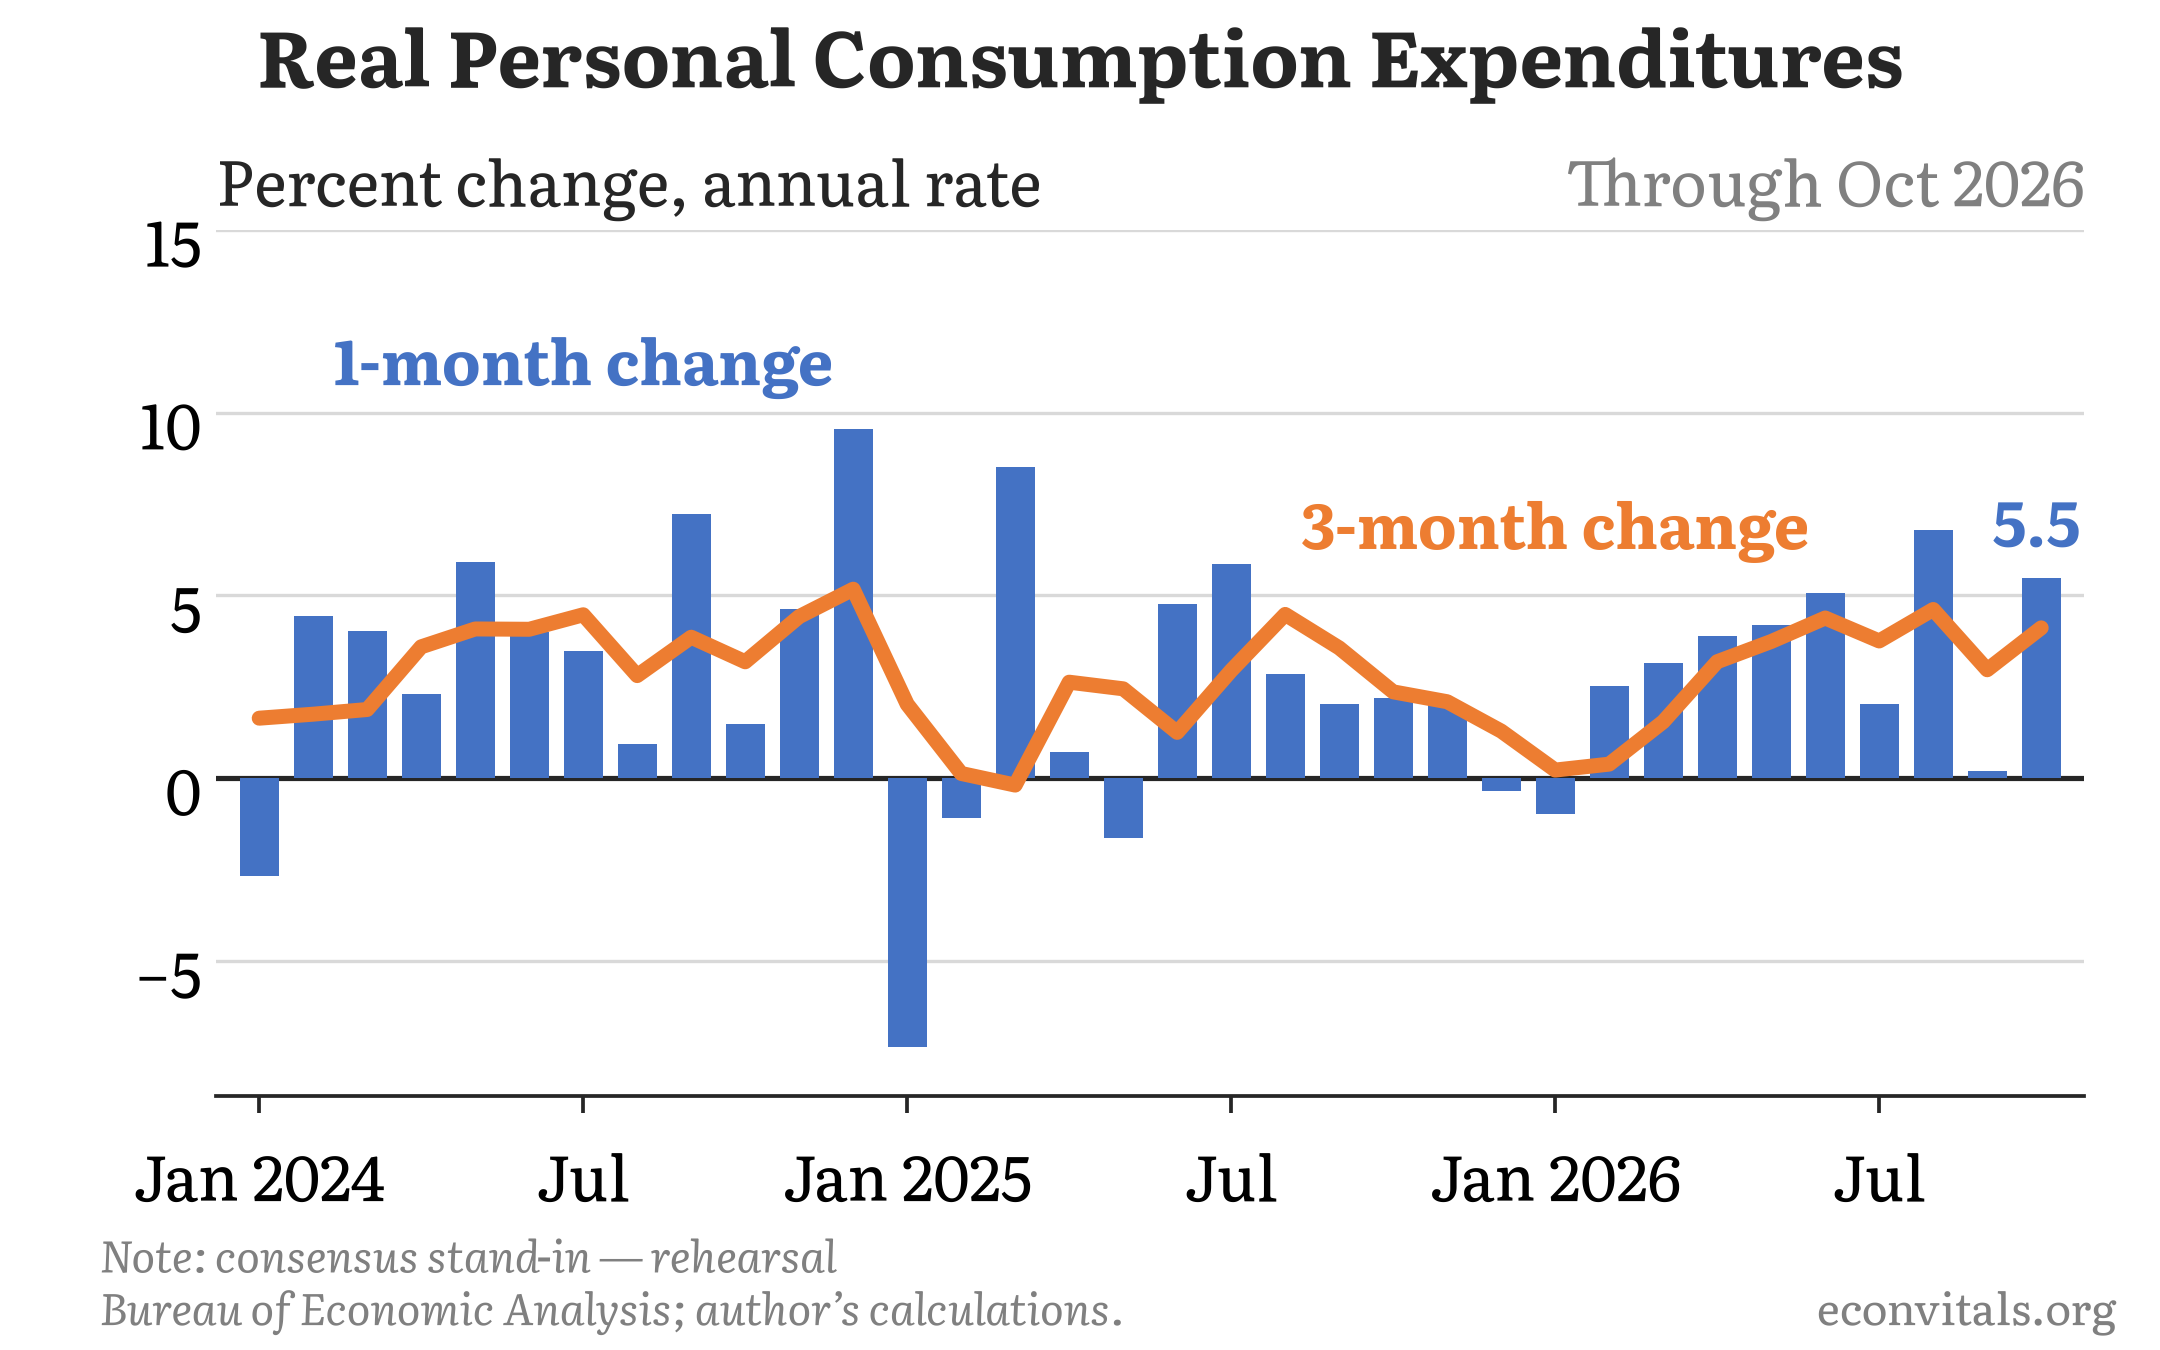 Real Personal Consumption Expenditures
Percent change, annual rate
Through Oct 2026
15
1-month change
10
3-month change
5.5
5
0
−5
Jan 2024 Jul Jan 2025 Jul Jan 2026 Jul
Note: consensus stand-in — rehearsal
Bureau of Economic Analysis; author’s calculations.
econvitals.org